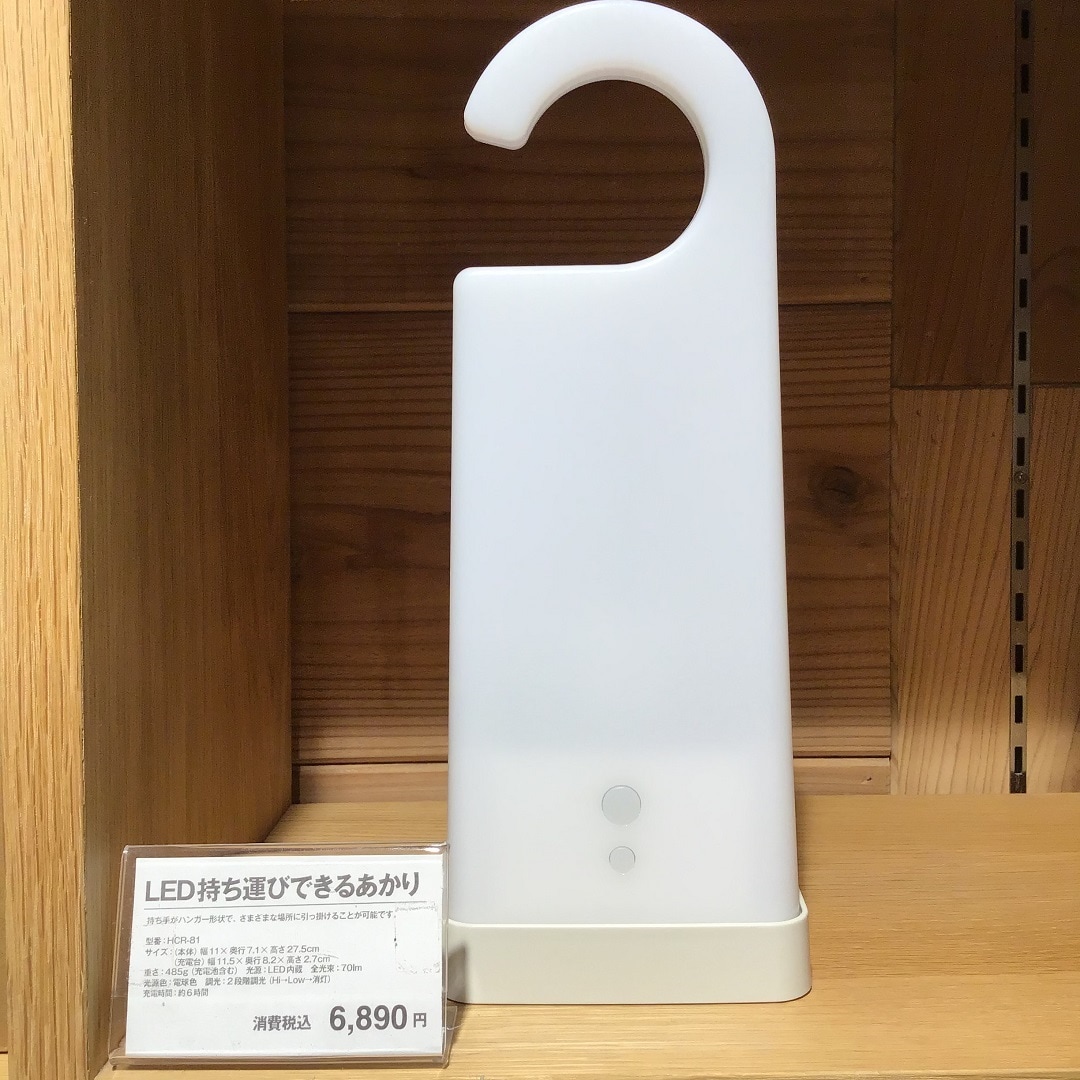 LED持ち運びできるあかり
持ち手がハンガー形状で、さまざまな場所に引っ掛けることが可能です。
型番：HCR-81
サイズ：（本体）幅11×奥行7.1×高さ27.5cm
（充電台）幅11.5×奥行8.2×高さ2.7cm
重さ：485g（充電池含む） 光源：LED内蔵 全光束：70lm
光源色：電球色 調光：2段階調光（Hi→Low→消灯）
充電時間：約6時間
消費税込 6,890円